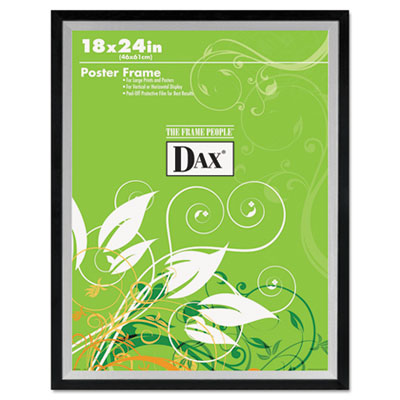 18x24in
(46x61cm)
Poster Frame
• For Large Prints and Posters
• For Vertical or Horizontal Display
• Peel-Off Protective Film for Best Results
THE FRAME PEOPLE®
DAX®